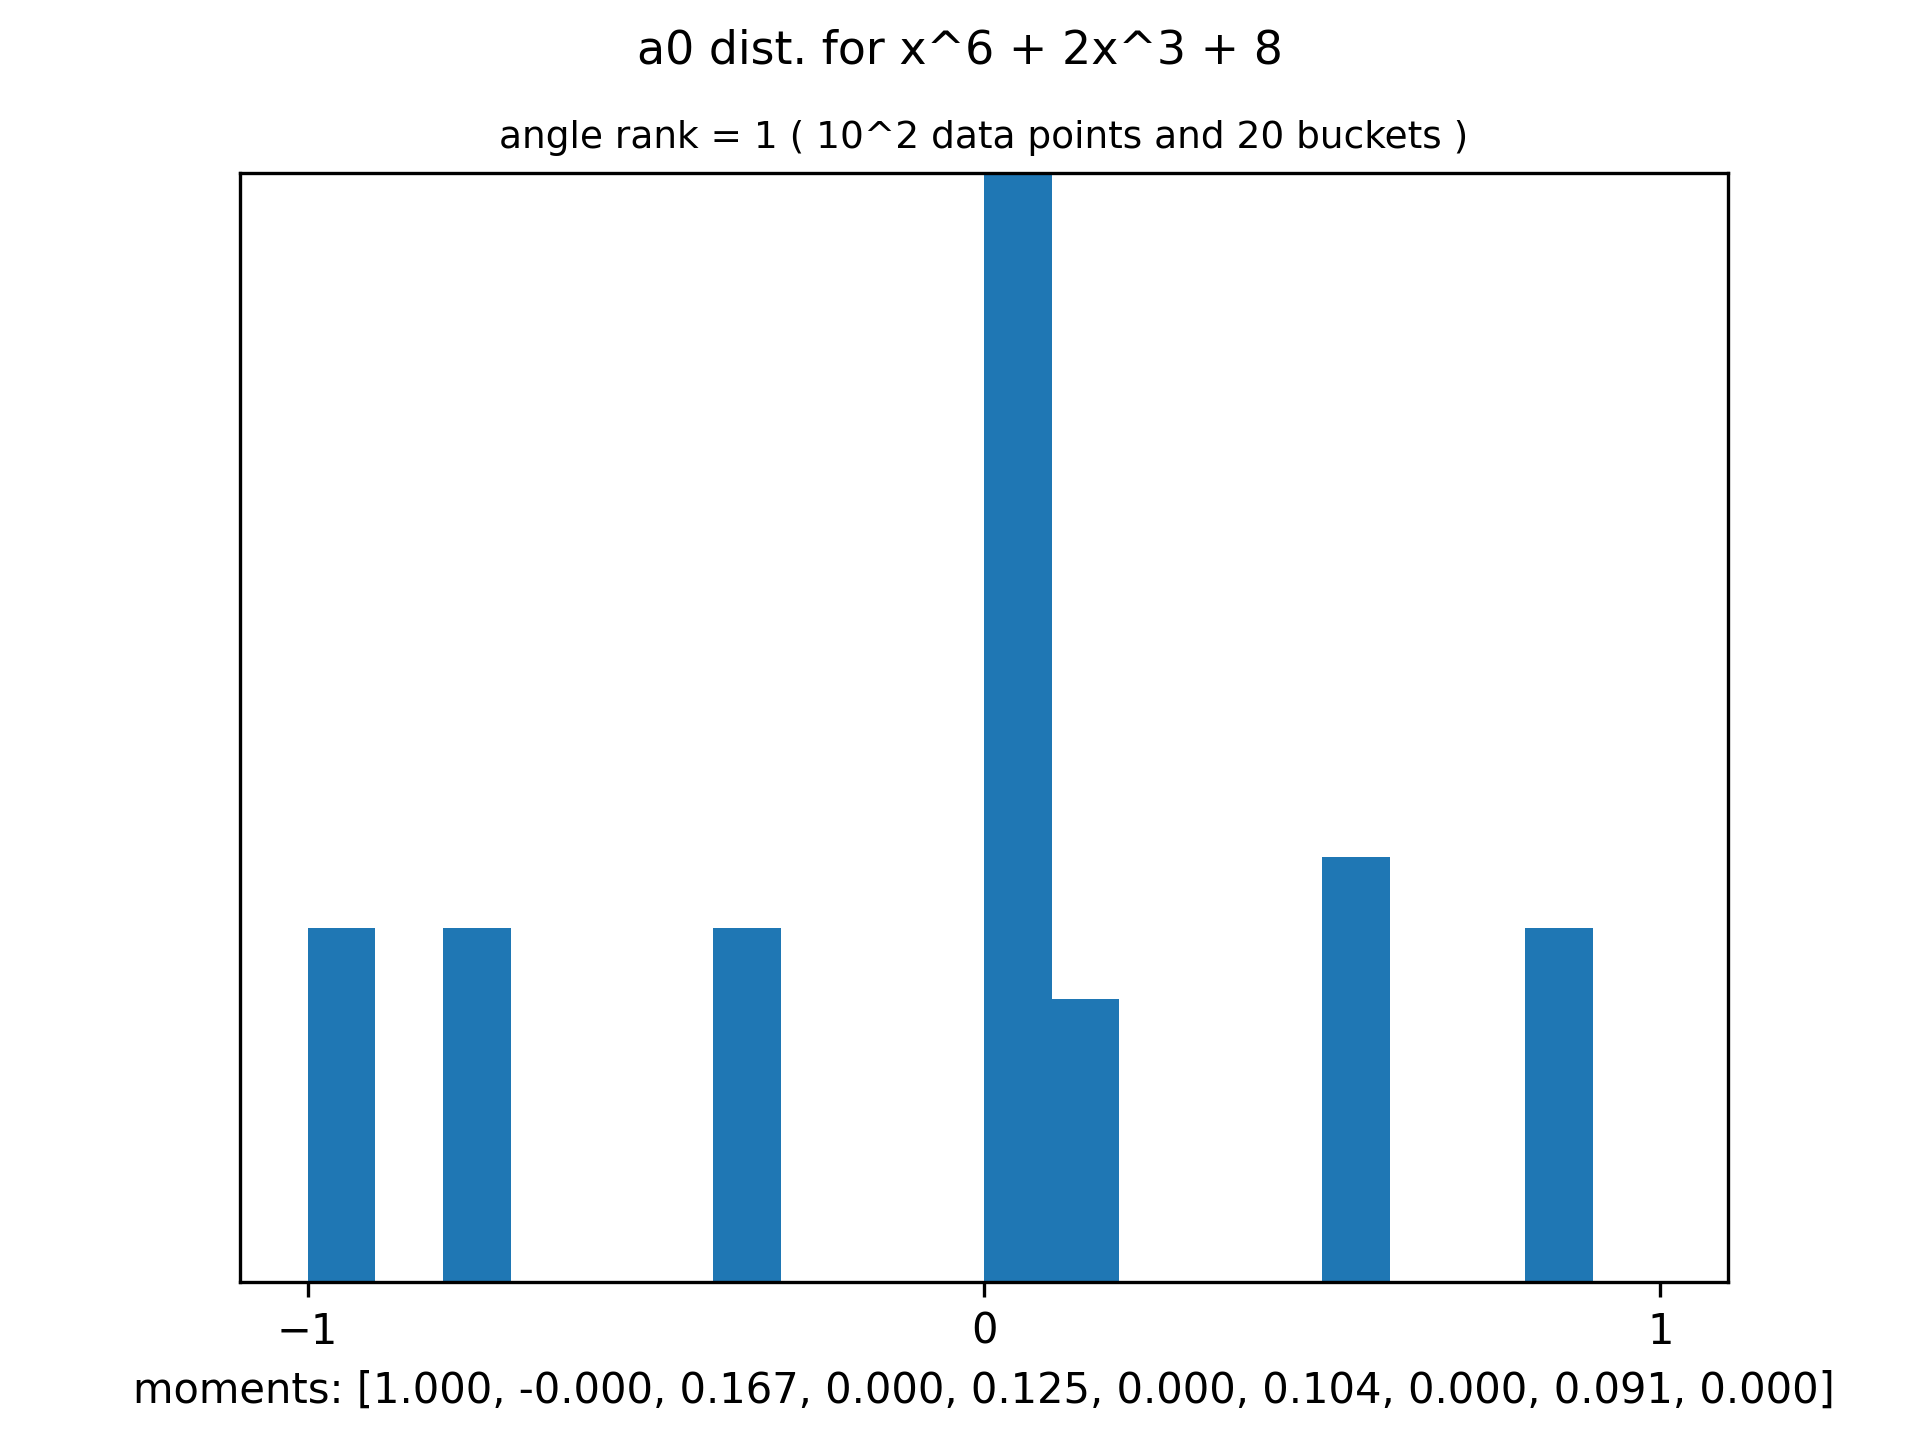 a0 dist. for x^6 + 2x^3 + 8
angle rank = 1 ( 10^2 data points and 20 buckets )
−1 0 1
moments: [1.000, -0.000, 0.167, 0.000, 0.125, 0.000, 0.104, 0.000, 0.091, 0.000]